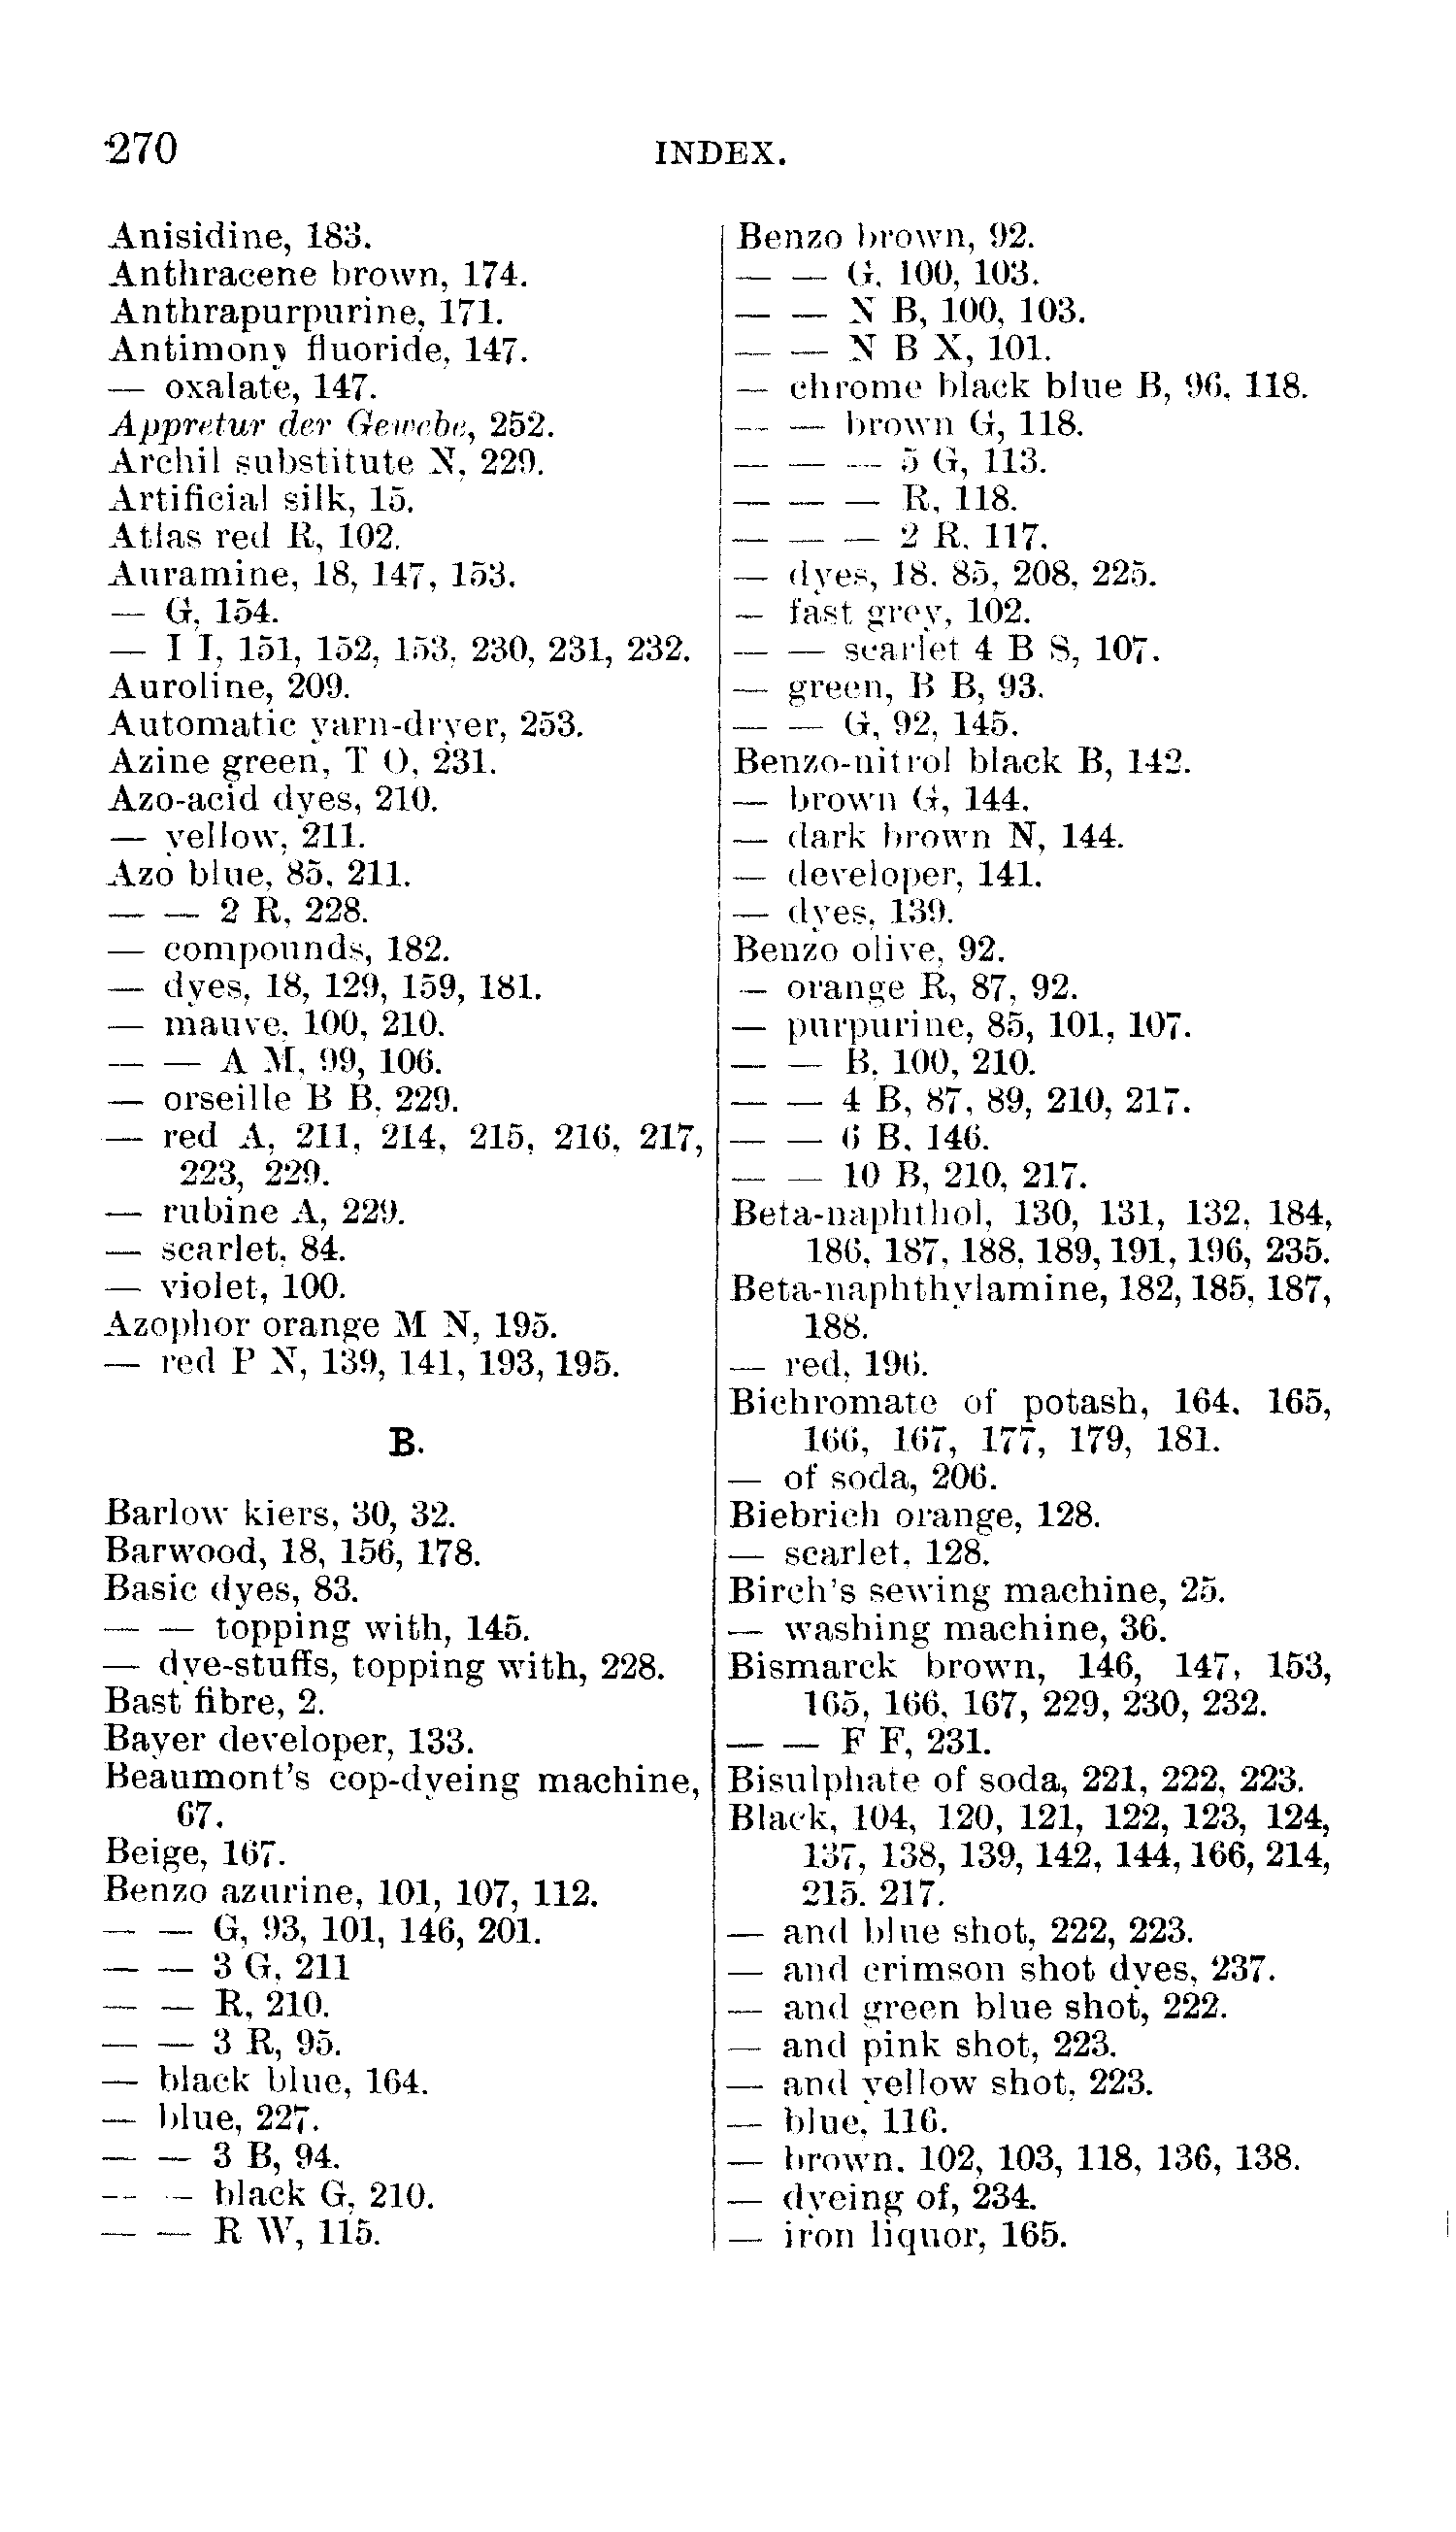 270
INDEX.
Anisidine, 183.
Anthracene brown, 174.
Anthrapurpurine, 171.
Antimony fluoride, 147.
— oxalate, 147.
Appretur der Gewebe, 252.
Archil substitute N, 229.
Artificial silk, 15.
Atlas red R, 102.
Auramine, 18, 147, 153.
— G, 154.
— I I, 151, 152, 153, 230, 231, 232.
Auroline, 209.
Automatic yarn-dryer, 253.
Azine green, T O, 231.
Azo-acid dyes, 210.
— yellow, 211.
Azo blue, 85, 211.
— — 2 R, 228.
— compounds, 182.
— dyes, 18, 129, 159, 181.
— mauve, 100, 210.
— — A M, 99, 106.
— orseille B B, 229.
— red A, 211, 214, 215, 216, 217,
223, 229.
— rubine A, 229.
— scarlet, 84.
— violet, 100.
Azophor orange M N, 195.
— red P N, 139, 141, 193, 195.
B.
Barlow kiers, 30, 32.
Barwood, 18, 156, 178.
Basic dyes, 83.
— — topping with, 145.
— dye-stuffs, topping with, 228.
Bast fibre, 2.
Bayer developer, 133.
Beaumont's cop-dyeing machine,
67.
Beige, 167.
Benzo azurine, 101, 107, 112.
— — G, 93, 101, 146, 201.
— — 3 G, 211
— — R, 210.
— — 3 R, 95.
— black blue, 164.
— blue, 227.
— — 3 B, 94.
— — black G, 210.
— — R W, 115.
Benzo brown, 92.
— — G, 100, 103.
— — N B, 100, 103.
— — N B X, 101.
— chrome black blue B, 96, 118.
— — brown G, 118.
— — — 5 G, 113.
— — — R, 118.
— — — 2 R, 117.
— dyes, 18, 85, 208, 225.
— fast grey, 102.
— — scarlet 4 B S, 107.
— green, B B, 93.
— — G, 92, 145.
Benzo-nitrol black B, 142.
— brown G, 144.
— dark brown N, 144.
— developer, 141.
— dyes, 139.
Benzo olive, 92.
— orange R, 87, 92.
— purpurine, 85, 101, 107.
— — B, 100, 210.
— — 4 B, 87, 89, 210, 217.
— — 6 B, 146.
— — 10 B, 210, 217.
Beta-naphthol, 130, 131, 132, 184,
186, 187, 188, 189, 191, 196, 235.
Beta-naphthylamine, 182, 185, 187,
188.
— red, 196.
Bichromate of potash, 164, 165,
166, 167, 177, 179, 181.
— of soda, 206.
Biebrich orange, 128.
— scarlet, 128.
Birch's sewing machine, 25.
— washing machine, 36.
Bismarck brown, 146, 147, 153,
165, 166, 167, 229, 230, 232.
— — F F, 231.
Bisulphate of soda, 221, 222, 223.
Black, 104, 120, 121, 122, 123, 124,
137, 138, 139, 142, 144, 166, 214,
215. 217.
— and blue shot, 222, 223.
— and crimson shot dyes, 237.
— and green blue shot, 222.
— and pink shot, 223.
— and yellow shot, 223.
— blue, 116.
— brown, 102, 103, 118, 136, 138.
— dyeing of, 234.
— iron liquor, 165.